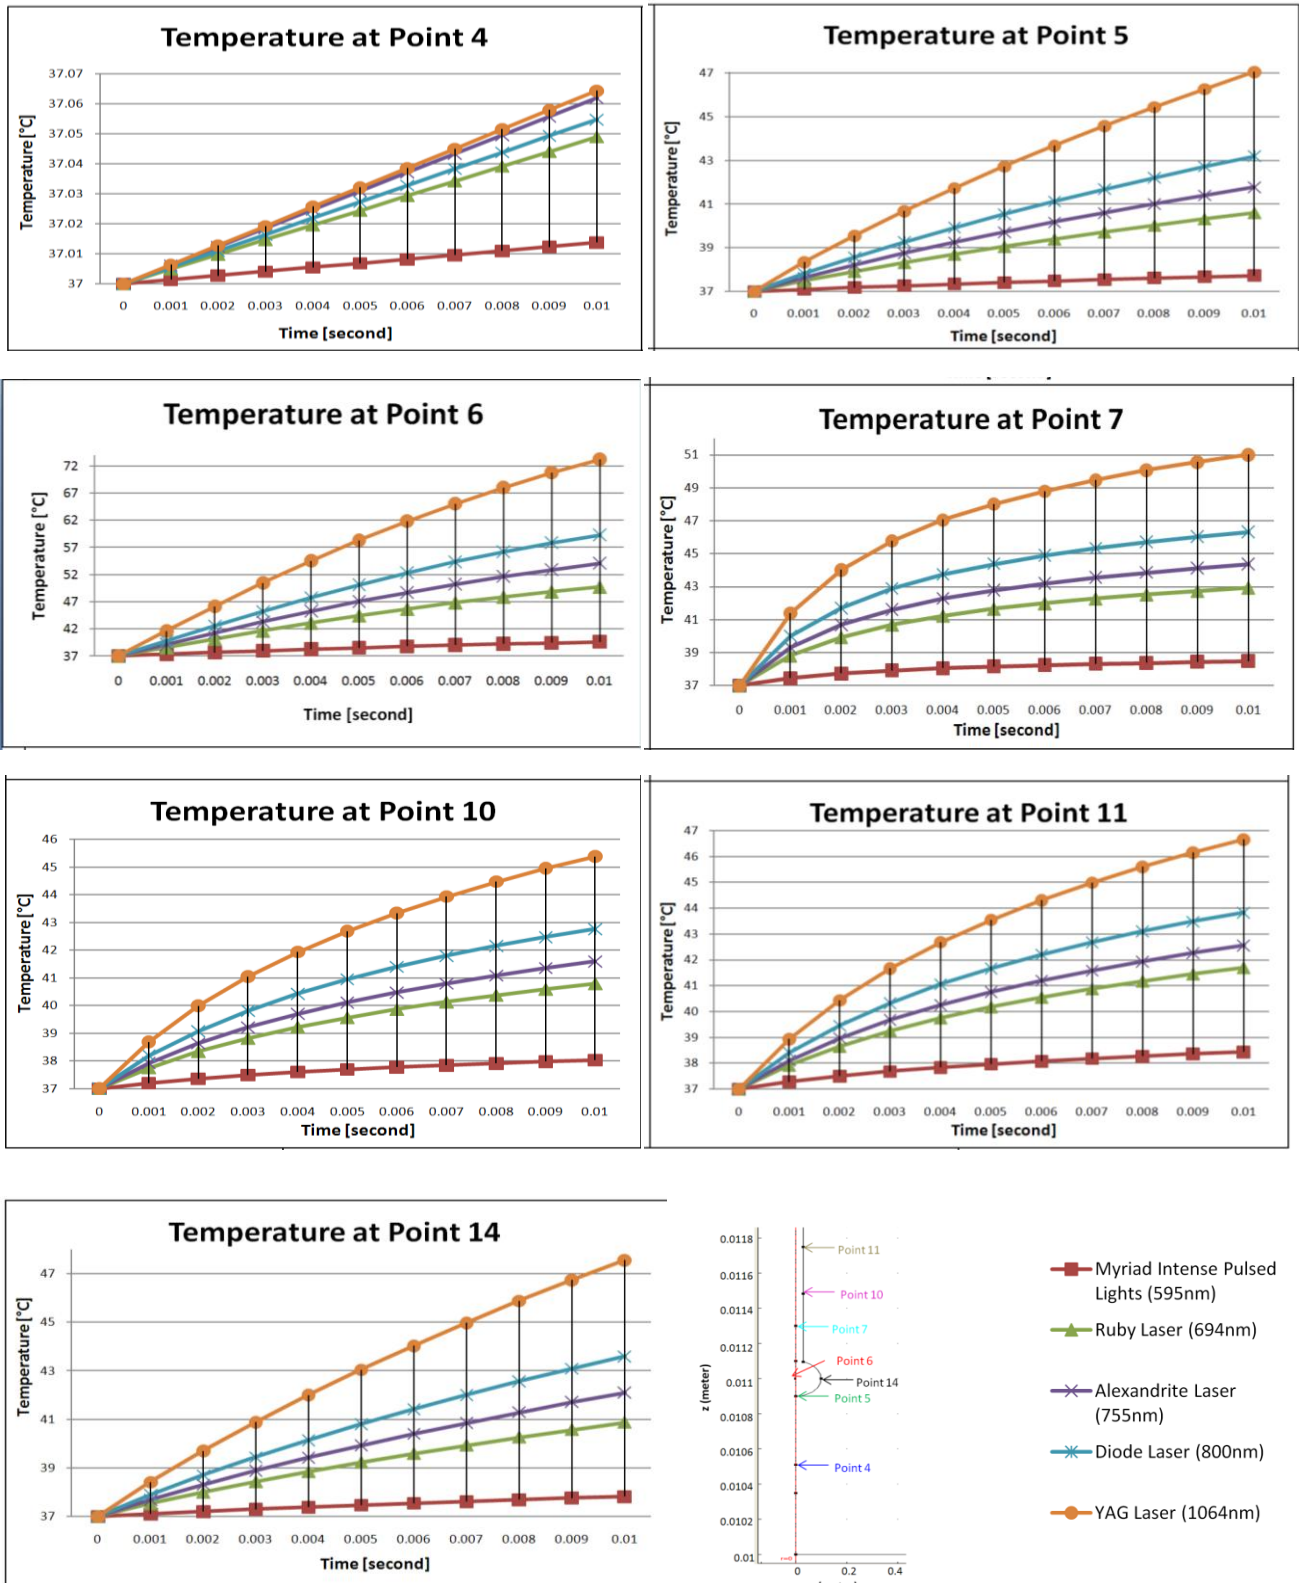 Temperature at Point 4
Temperature [°C]
37.07
37.06
37.05
37.04
37.03
37.02
37.01
37
0 0.001 0.002 0.003 0.004 0.005 0.006 0.007 0.008 0.009 0.01
Time [second]
Temperature at Point 5
Temperature [°C]
47
45
43
41
39
37
0 0.001 0.002 0.003 0.004 0.005 0.006 0.007 0.008 0.009 0.01
Time [second]
Temperature at Point 6
Temperature [°C]
72
67
62
57
52
47
42
37
0 0.001 0.002 0.003 0.004 0.005 0.006 0.007 0.008 0.009 0.01
Time [second]
Temperature at Point 7
Temperature [°C]
51
49
47
45
43
41
39
37
0 0.001 0.002 0.003 0.004 0.005 0.006 0.007 0.008 0.009 0.01
Time [second]
Temperature at Point 10
Temperature [°C]
46
45
44
43
42
41
40
39
38
37
0 0.001 0.002 0.003 0.004 0.005 0.006 0.007 0.008 0.009 0.01
Time [second]
Temperature at Point 11
Temperature [°C]
47
46
45
44
43
42
41
40
39
38
37
0 0.001 0.002 0.003 0.004 0.005 0.006 0.007 0.008 0.009 0.01
Time [second]
Temperature at Point 14
Temperature [°C]
47
43
41
39
37
0 0.001 0.002 0.003 0.004 0.005 0.006 0.007 0.008 0.009 0.01
Time [second]
z (meter)
0.0118
0.0116
0.0114
0.0112
0.011
0.0108
0.0106
0.0104
0.0102
0.01
Point 11
Point 10
Point 7
Point 6
Point 14
Point 5
Point 4
r=0
0 0.2 0.4
Myriad Intense Pulsed
Lights (595nm)
Ruby Laser (694nm)
Alexandrite Laser
(755nm)
Diode Laser (800nm)
YAG Laser (1064nm)